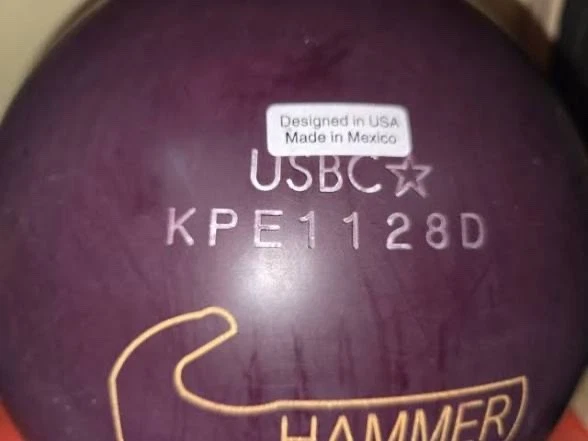 Designed in USA
Made in Mexico
USBC☆
KPE1128D
HAMMER